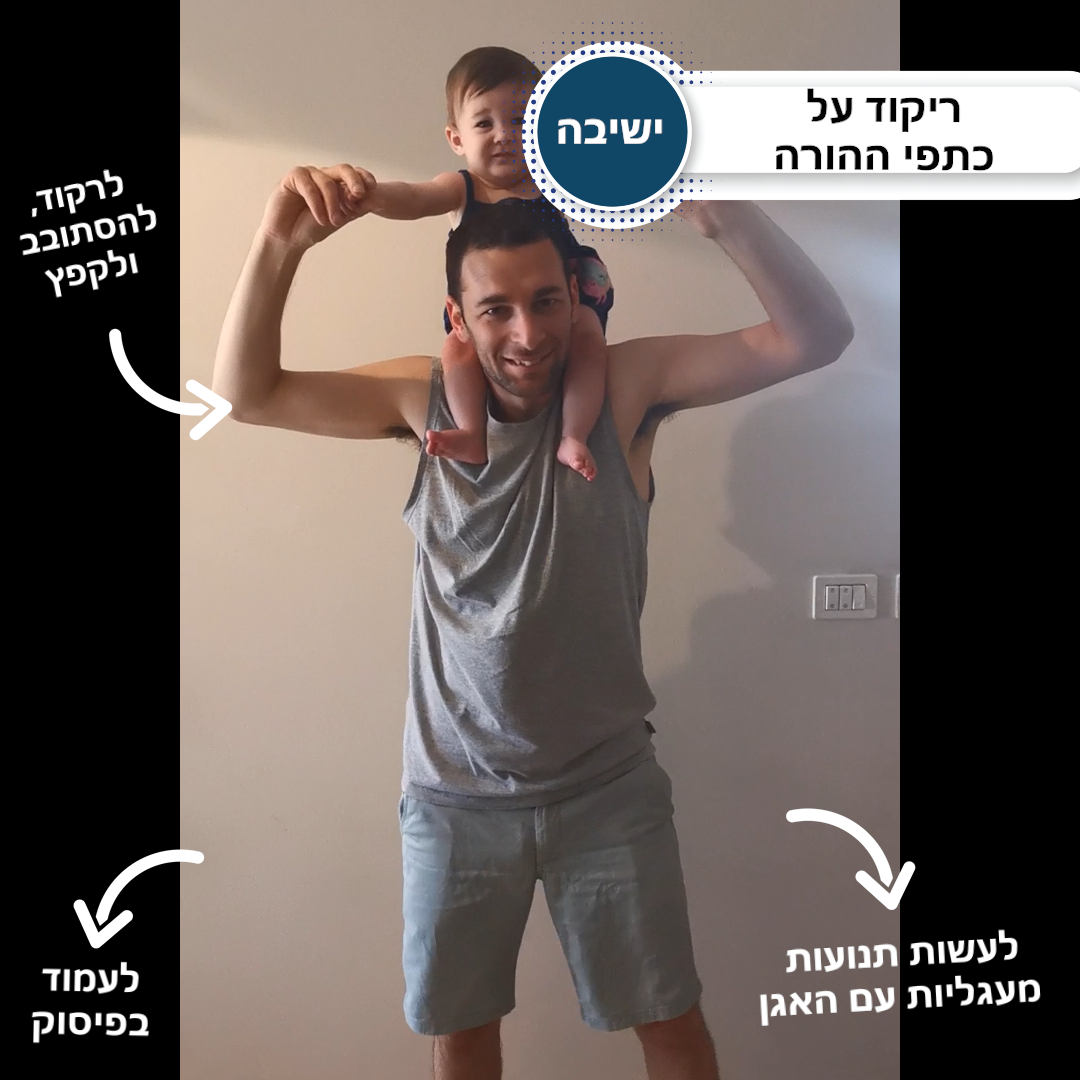 ישיבה
ריקוד על
כתפי ההורה
לרקוד,
להסתובב
ולקפץ
לעשות תנועות
מעגליות עם האגן
לעמוד
בפיסוק